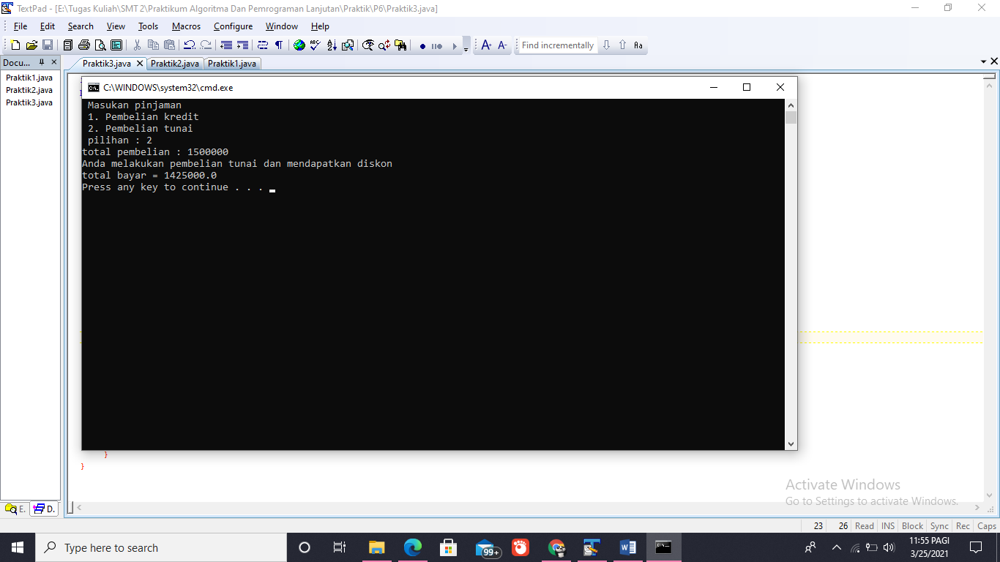 TextPad - [E:\Tugas Kuliah\SMT 2\Praktikum Algoritma Dan Pemrograman Lanjutan\Praktik\P6\Praktik3.java]
File Edit Search View Tools Macros Configure Window Help
Find incrementally
Docu...
Praktik3.java Praktik2.java Praktik1.java
Praktik1.java
Praktik2.java
Praktik3.java
C:\WINDOWS\system32\cmd.exe
Masukan pinjaman
1. Pembelian kredit
2. Pembelian tunai
pilihan : 2
total pembelian : 1500000
Anda melakukan pembelian tunai dan mendapatkan diskon
total bayar = 1425000.0
Press any key to continue . . .
}
}
Activate Windows
Go to Settings to activate Windows.
E. D.
23 26 Read INS Block Sync Rec Caps
Type here to search
99+
11:55 PAGI
3/25/2021